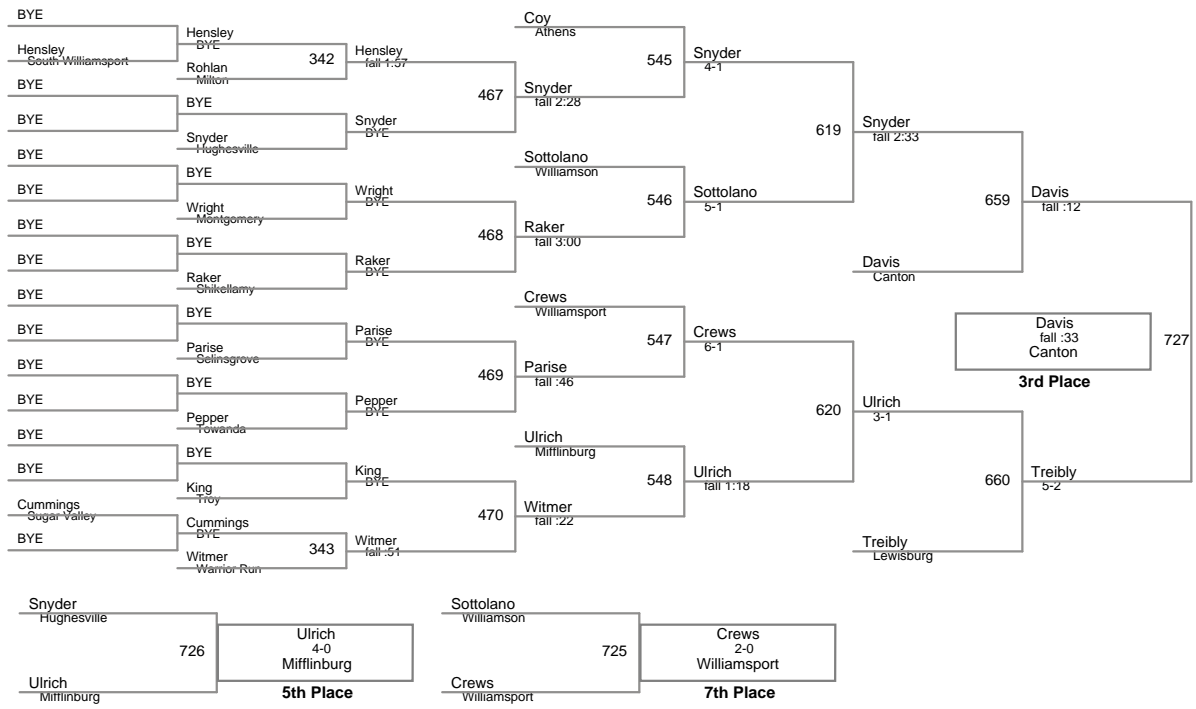 BYE
Hensley
South Williamsport
BYE
BYE
BYE
BYE
BYE
BYE
BYE
BYE
BYE
BYE
BYE
BYE
Cummings
Sugar Valley
BYE
Hensley
BYE
Rohlan
Milton
BYE
Snyder
Hughesville
BYE
Wright
Montgomery
BYE
Raker
Shikellamy
BYE
Parise
Selinsgrove
BYE
Pepper
Towanda
BYE
King
Troy
Cummings
BYE
Witmer
Warrior Run
342
343
Hensley
fall 1:57
Snyder
BYE
Wright
BYE
Raker
BYE
Parise
BYE
Pepper
BYE
King
BYE
Witmer
fall :51
467
468
469
470
Coy
Athens
Snyder
fall 2:28
Sottolano
Williamson
Raker
fall 3:00
Crews
Williamsport
Parise
fall :46
Ulrich
Mifflinburg
Witmer
fall :22
545
546
547
548
Snyder
4-1
Sottolano
5-1
Crews
6-1
Ulrich
fall 1:18
619
620
Snyder
fall 2:33
Davis
Canton
Ulrich
3-1
Treibly
Lewisburg
659
660
Davis
fall :12
Treibly
5-2
727
Davis
fall :33
Canton
3rd Place
Snyder
Hughesville
726
Ulrich
Mifflinburg
Ulrich
4-0
Mifflinburg
5th Place
Sottolano
Williamson
725
Crews
Williamsport
Crews
2-0
Williamsport
7th Place